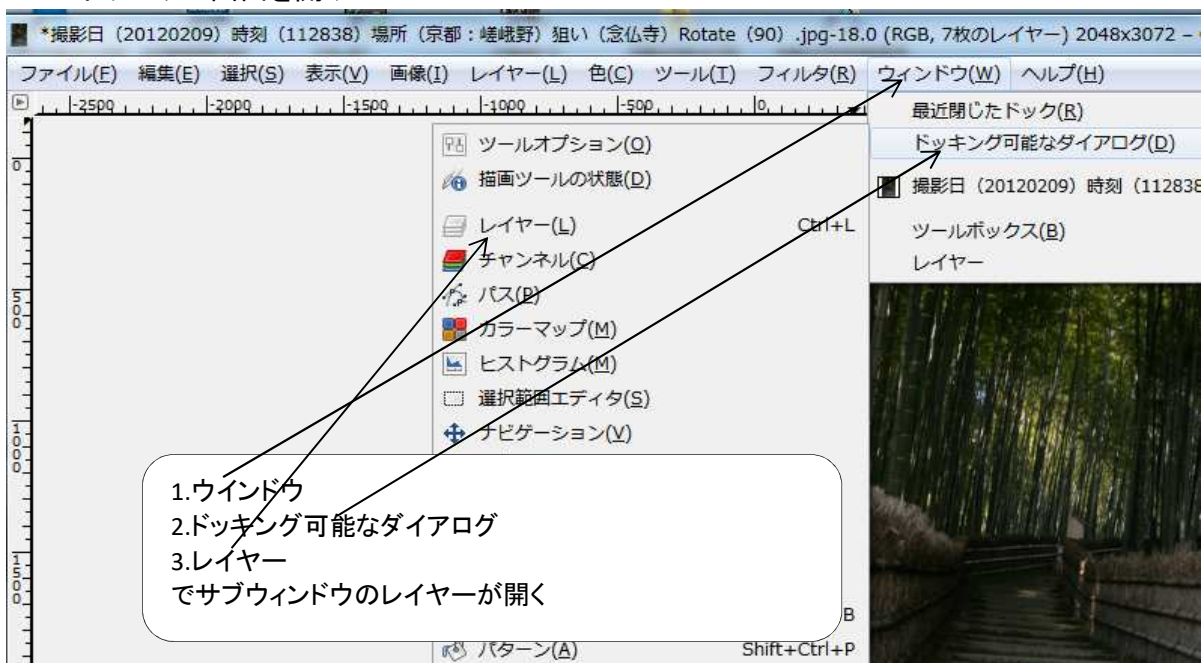 *撮影日（20120209）時刻（112838）場所（京都：嵯峨野）狙い（念仏寺）Rotate（90）.jpg-18.0 (RGB, 7枚のレイヤー) 2048x3072 –
ファイル(F) 編集(E) 選択(S) 表示(V) 画像(I) レイヤー(L) 色(C) ツール(T) フィルタ(R) ウィンドウ(W) ヘルプ(H)
-2500 -2000 -1500 -1000 -500 0
最近閉じたドック(R)
ドッキング可能なダイアログ(D)
撮影日（20120209）時刻（112838
ツールボックス(B)
レイヤー
ツールオプション(O)
描画ツールの状態(D)
レイヤー(L) Ctrl+L
チャンネル(C)
パス(P)
カラーマップ(M)
ヒストグラム(M)
選択範囲エディタ(S)
ナビゲーション(V)
0
500
1000
1500
1.ウインドウ
2.ドッキング可能なダイアログ
3.レイヤー
でサブウィンドウのレイヤーが開く
B
パターン(A) Shift+Ctrl+P